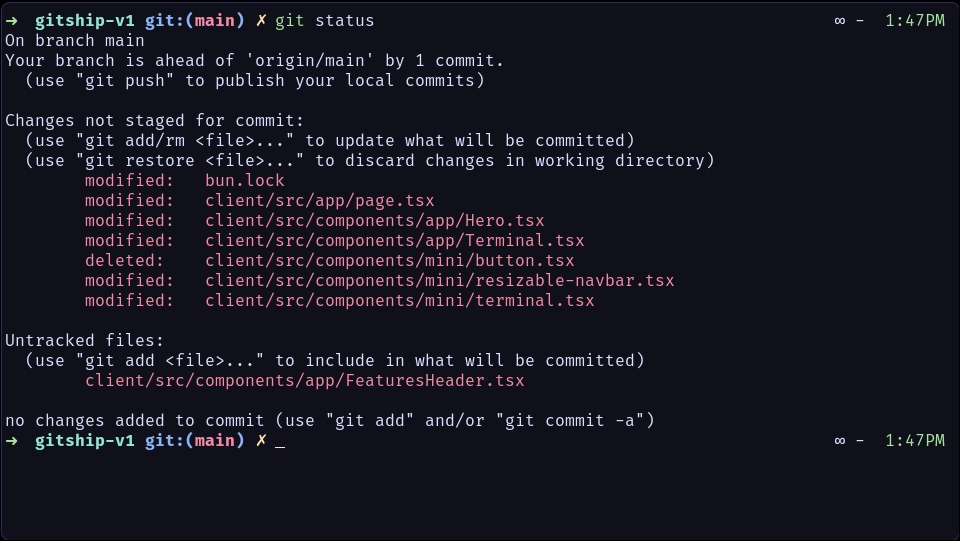 ➜  gitship-v1 git:(main) ✗ git status ∞ - 1:47PM
On branch main
Your branch is ahead of 'origin/main' by 1 commit.
  (use "git push" to publish your local commits)

Changes not staged for commit:
  (use "git add/rm <file>..." to update what will be committed)
  (use "git restore <file>..." to discard changes in working directory)
        modified:   bun.lock
        modified:   client/src/app/page.tsx
        modified:   client/src/components/app/Hero.tsx
        modified:   client/src/components/app/Terminal.tsx
        deleted:    client/src/components/mini/button.tsx
        modified:   client/src/components/mini/resizable-navbar.tsx
        modified:   client/src/components/mini/terminal.tsx

Untracked files:
  (use "git add <file>..." to include in what will be committed)
        client/src/components/app/FeaturesHeader.tsx

no changes added to commit (use "git add" and/or "git commit -a")
➜  gitship-v1 git:(main) ✗ _ ∞ - 1:47PM